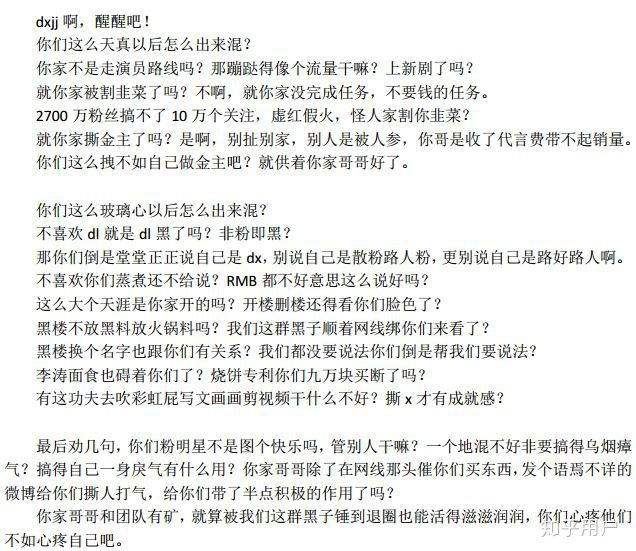 dxjj 啊，醒醒吧！
你们这么天真以后怎么出来混？
你家不是走演员路线吗？那蹦跶得像个流量干嘛？上新剧了吗？
就你家被割韭菜了吗？不啊，就你家没完成任务，不要钱的任务。
2700 万粉丝搞不了 10 万个关注，虚红假火，怪人家割你韭菜？
就你家撕金主了吗？是啊，别扯别家，别人是被人参，你哥是收了代言费带不起销量。
你们这么拽不如自己做金主吧？就供着你家哥哥好了。
你们这么玻璃心以后怎么出来混？
不喜欢 dl 就是 dl 黑了吗？非粉即黑？
那你们倒是堂堂正正说自己是 dx，别说自己是散粉路人粉，更别说自己是路好路人啊。
不喜欢你们蒸煮还不给说？RMB 都不好意思这么说好吗？
这么大个天涯是你家开的吗？开楼删楼还得看你们脸色了？
黑楼不放黑料放火锅料吗？我们这群黑子顺着网线绑你们来看了？
黑楼换个名字也跟你们有关系？我们都没要说法你们倒是帮我们要说法？
李涛面食也碍着你们了？烧饼专利你们九万块买断了吗？
有这功夫去吹彩虹屁写文画画剪视频干什么不好？撕 x 才有成就感？
最后劝几句，你们粉明星不是图个快乐吗，管别人干嘛？一个地混不好非要搞得乌烟瘴
气？搞得自己一身戾气有什么用？你家哥哥除了在网线那头催你们买东西，发个语焉不详的
微博给你们撕人打气，给你们带了半点积极的作用了吗？
你家哥哥和团队有矿，就算被我们这群黑子锤到退圈也能活得滋滋润润，你们心疼他们
不如心疼自己吧。
知乎用户